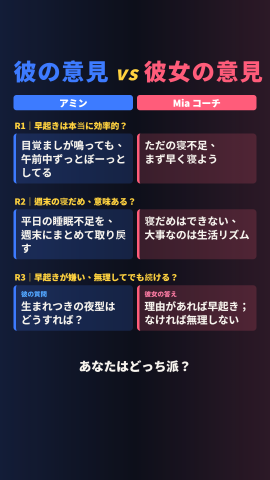 彼の意見 vs 彼女の意見
アミン
Mia コーチ
R1｜早起きは本当に効率的？
目覚ましが鳴っても、
午前中ずっとぼーっと
してる
ただの寝不足、
まず早く寝よう
R2｜週末の寝だめ、意味ある？
平日の睡眠不足を、
週末にまとめて取り戻
す
寝だめはできない、
大事なのは生活リズム
R3｜早起きが嫌い、無理してでも続ける？
彼の質問
生まれつきの夜型は
どうすれば？
彼女の答え
理由があれば早起き；
なければ無理しない
あなたはどっち派？